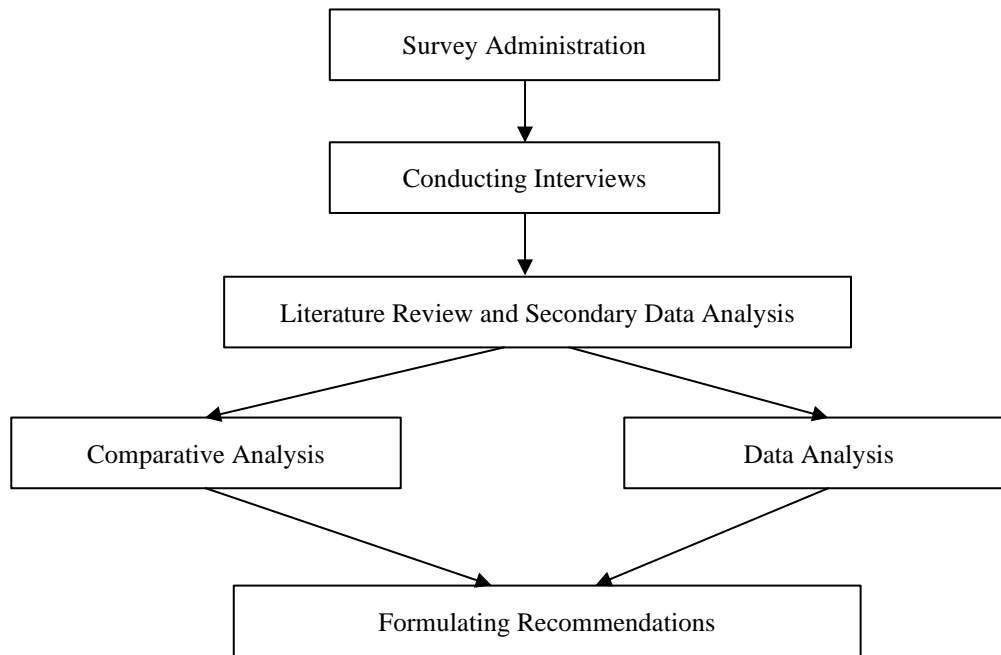 Survey Administration
Conducting Interviews
Literature Review and Secondary Data Analysis
Comparative Analysis
Data Analysis
Formulating Recommendations